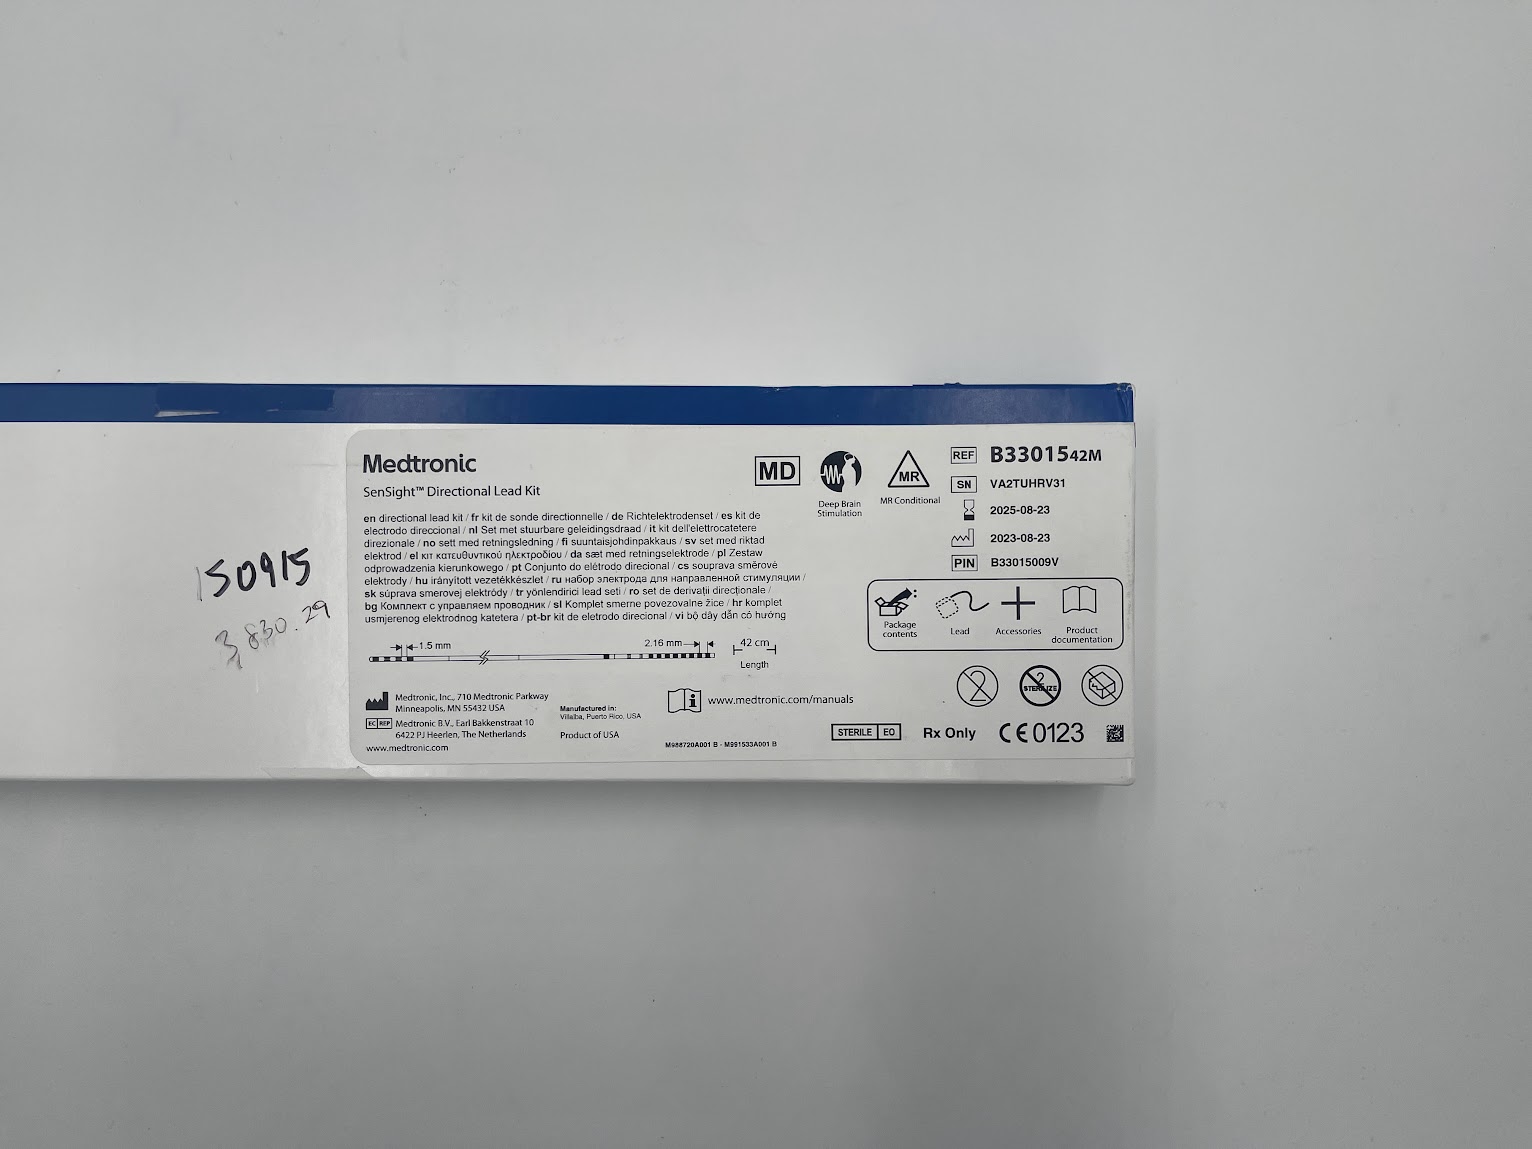 150915
3,830.29
Medtronic
SenSight™ Directional Lead Kit
en directional lead kit / fr kit de sonde directionnelle / de Richtelektrodenset / es kit de
electrodo direccional / nl Set met stuurbare geleidingsdraad / it kit dell'elettrocatetere
direzionale / no sett med retningsledning / fi suuntaisjohdinpakkaus / sv set med riktad
elektrod / el κιτ κατευθυντικού ηλεκτροδίου / da sæt med retningselektrode / pl Zestaw
odprowadzenia kierunkowego / pt Conjunto do elétrodo direcional / cs souprava směrové
elektrody / hu irányított vezetékkészlet / ru набор электрода для направленной стимуляции /
sk súprava smerovej elektródy / tr yönlendirici lead seti / ro set de derivații direcționale /
bg Комплект с управляем проводник / sl Komplet smerne povezovalne žice / hr komplet
usmjerenog elektrodnog katetera / pt-br kit de eletrodo direcional / vi bộ dây dẫn có hướng
1.5 mm
2.16 mm
42 cm
Length
Medtronic, Inc., 710 Medtronic Parkway
Minneapolis, MN 55432 USA
EC REP Medtronic B.V., Earl Bakkenstraat 10
6422 PJ Heerlen, The Netherlands
www.medtronic.com
Manufactured in:
Villalba, Puerto Rico, USA
Product of USA
www.medtronic.com/manuals
M988720A001 B - M991533A001 B
MD
Deep Brain
Stimulation
MR
MR Conditional
REF B3301542M
SN VA2TUHRV31
2025-08-23
2023-08-23
PIN B33015009V
Package
contents
Lead
Accessories
Product
documentation
2
2
STERILIZE
STERILE EO
Rx Only
CE0123